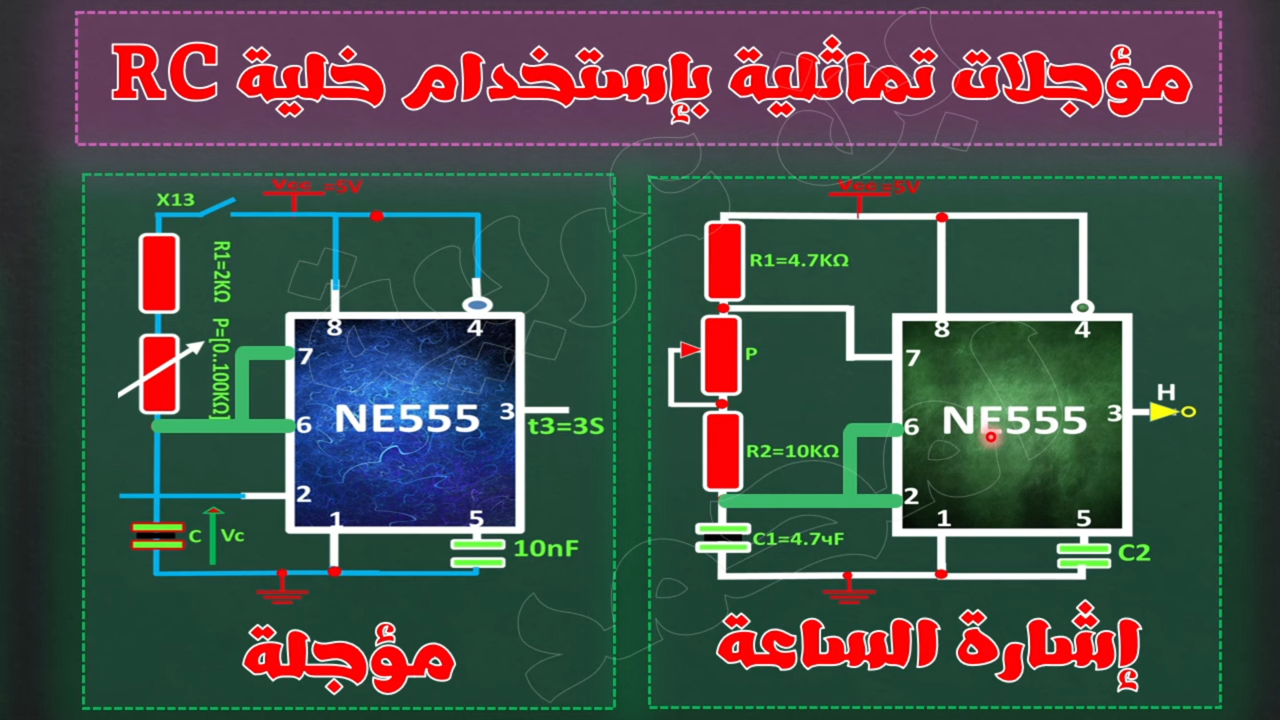 مؤجلات تماثلية بإستخدام خلية RC
X13
Vcc =5V
R1=2KΩ P=[0..100KΩ]
8
4
7
6
2
NE555
3
t3=3S
1
5
C
Vc
10nF
مؤجلة
Vcc =5V
R1=4.7KΩ
P
R2=10KΩ
C1=4.7чF
8
4
7
6
2
NE555
3
H
1
5
C2
إشارة الساعة